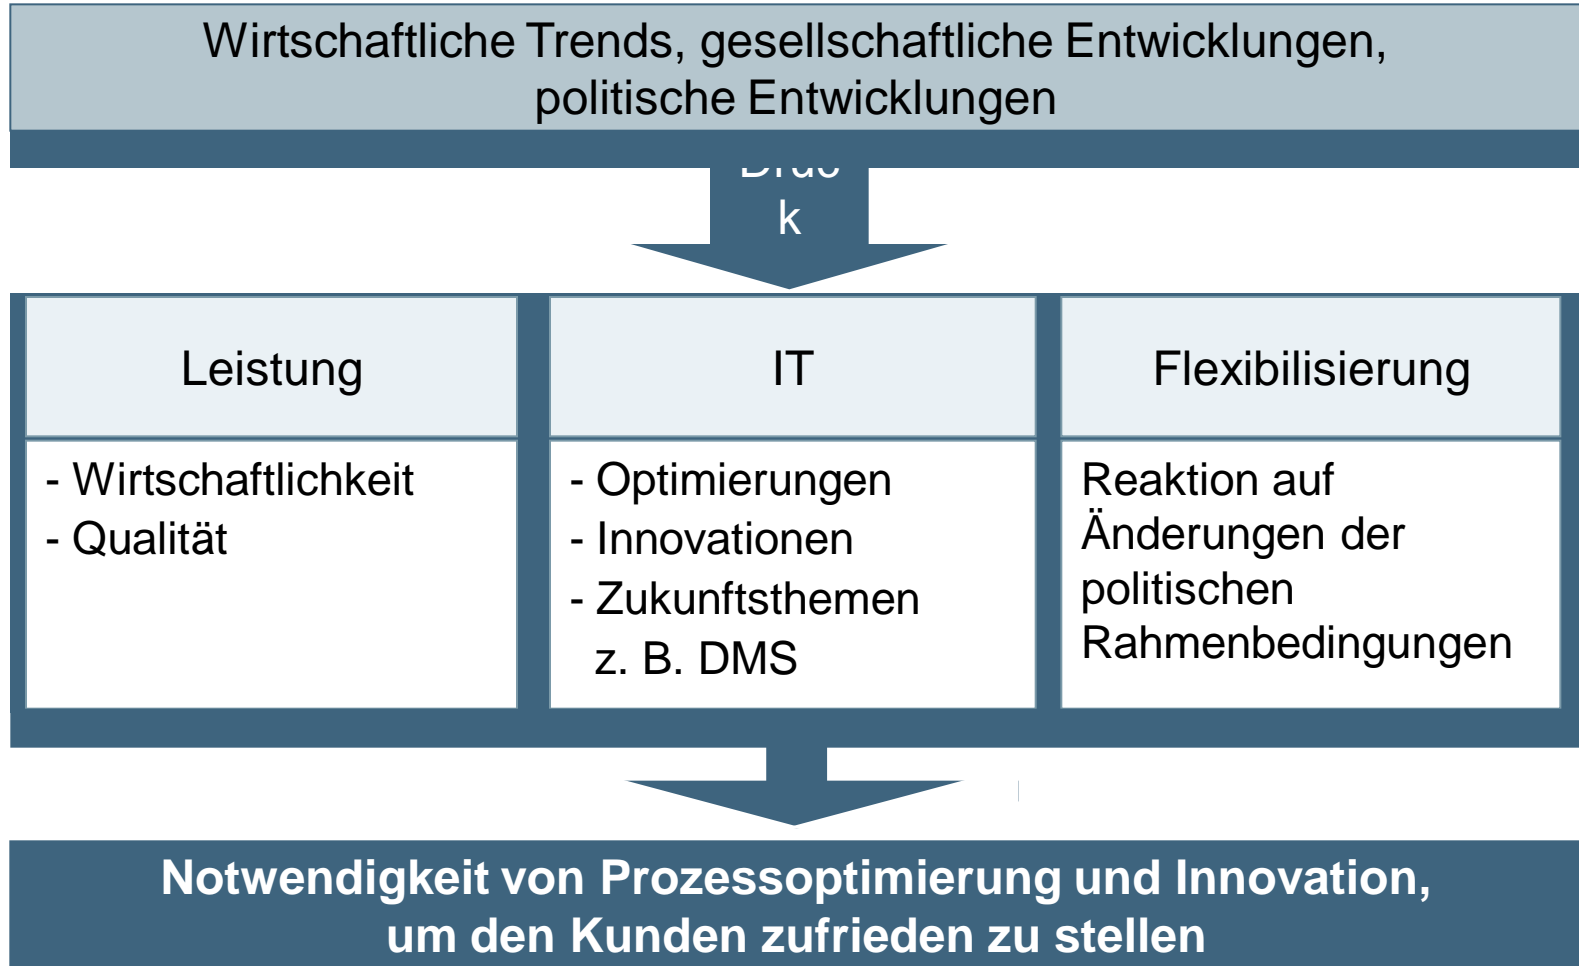 Wirtschaftliche Trends, gesellschaftliche Entwicklungen,
politische Entwicklungen
Druc
k
Leistung
IT
Flexibilisierung
- Wirtschaftlichkeit
- Qualität
- Optimierungen
- Innovationen
- Zukunftsthemen
z. B. DMS
Reaktion auf
Änderungen der
politischen
Rahmenbedingungen
Notwendigkeit von Prozessoptimierung und Innovation,
um den Kunden zufrieden zu stellen